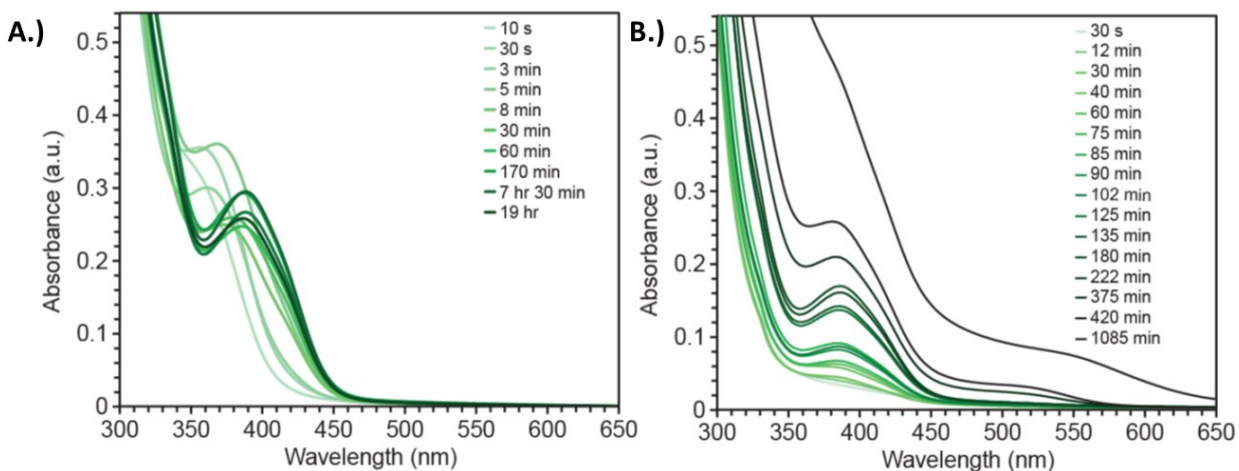 A.)
0.5
0.4
0.3
0.2
0.1
0
Absorbance (a.u.)
300 350 400 450 500 550 600 650
Wavelength (nm)
10 s
30 s
3 min
5 min
8 min
30 min
60 min
170 min
7 hr 30 min
19 hr
B.)
0.5
0.4
0.3
0.2
0.1
0
Absorbance (a.u.)
300 350 400 450 500 550 600 650
Wavelength (nm)
30 s
12 min
30 min
40 min
60 min
75 min
85 min
90 min
102 min
125 min
135 min
180 min
222 min
375 min
420 min
1085 min